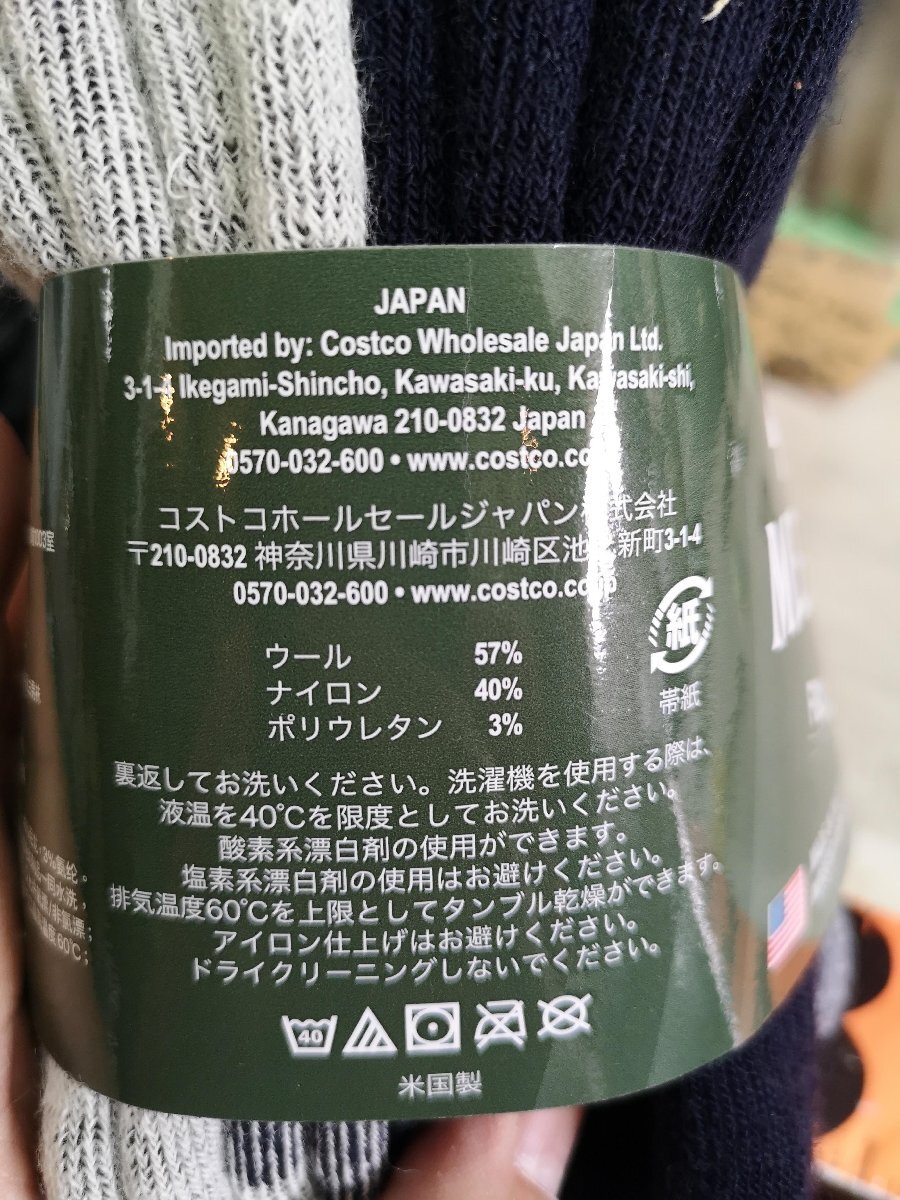 JAPAN
Imported by: Costco Wholesale Japan Ltd.
3-1-4 Ikegami-Shincho, Kawasaki-ku, Kawasaki-shi,
Kanagawa 210-0832 Japan
0570-032-600 • www.costco.co
コストコホールセールジャパン株式会社
〒210-0832 神奈川県川崎市川崎区池上新町3-1-4
0570-032-600 • www.costco.co.jp
ウール 57%
ナイロン 40%
ポリウレタン 3%
紙
帯紙
裏返してお洗いください。洗濯機を使用する際は、
液温を40℃を限度としてお洗いください。
酸素系漂白剤の使用ができます。
塩素系漂白剤の使用はお避けください。
排気温度60℃を上限としてタンブル乾燥ができます。
アイロン仕上げはお避けください。
ドライクリーニングしないでください。
40
米国製